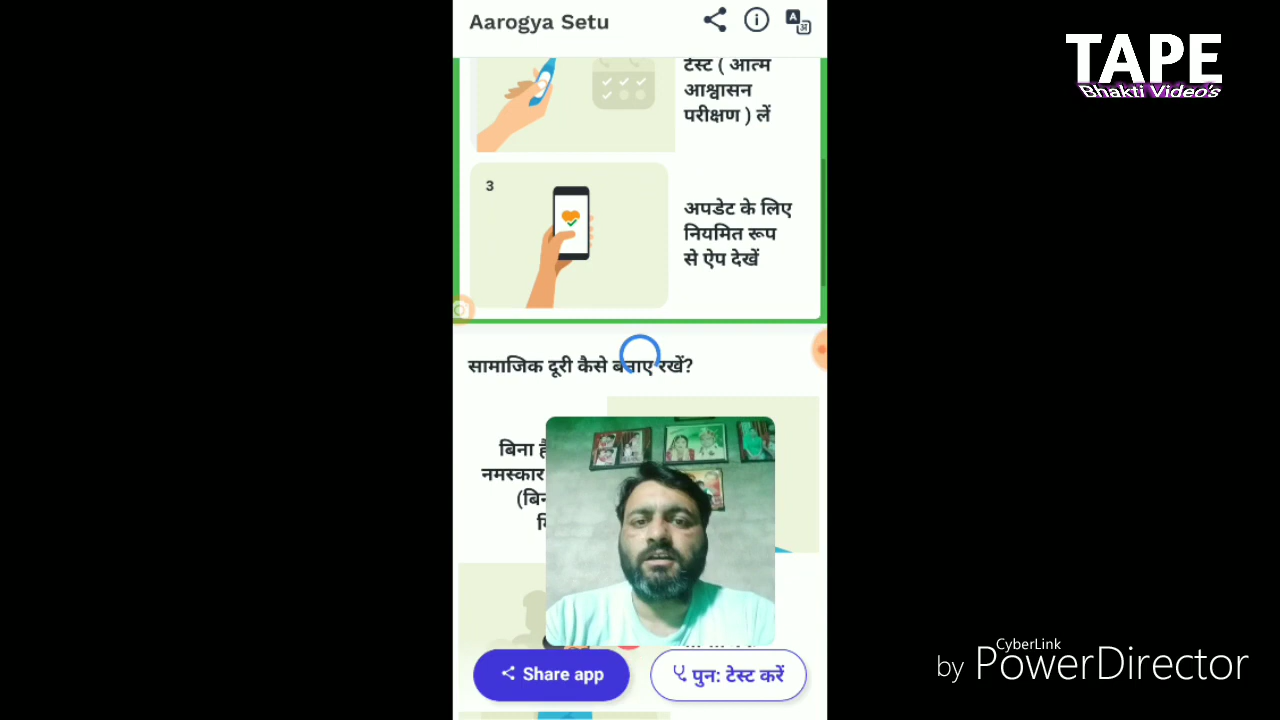 Aarogya Setu
TAPE
Bhakti Video's
टेस्ट ( आत्म
आश्वासन
परीक्षण ) लें
3
अपडेट के लिए
नियमित रूप
से ऐप देखें
सामाजिक दूरी कैसे बनाए रखें?
बिना
नमस्कार
Share app
पुन: टेस्ट करें
CyberLink
by PowerDirector